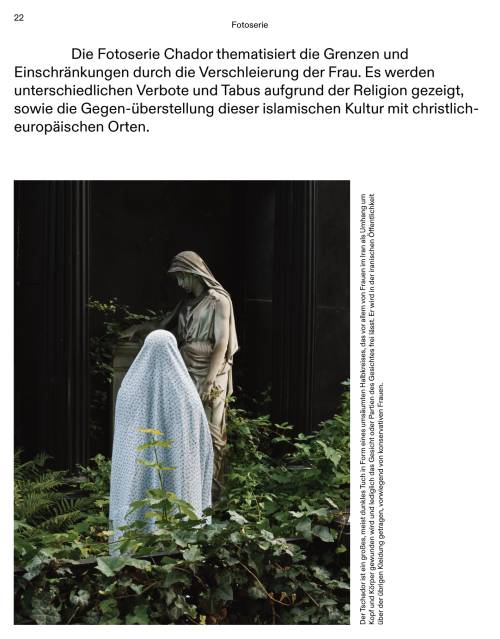 22
Fotoserie
Die Fotoserie Chador thematisiert die Grenzen und
Einschränkungen durch die Verschleierung der Frau. Es werden
unterschiedlichen Verbote und Tabus aufgrund der Religion gezeigt,
sowie die Gegen-überstellung dieser islamischen Kultur mit christlich-
europäischen Orten.
Der Tschador ist ein großes, meist dunkles Tuch in Form eines umsäumten Halbkreises, das vor allem von Frauen im Iran als Umhang um
Kopf und Körper gewunden wird und lediglich das Gesicht oder Partien des Gesichtes frei lässt. Er wird in der iranischen Öffentlichkeit
über der übrigen Kleidung getragen, vorwiegend von konservativen Frauen.